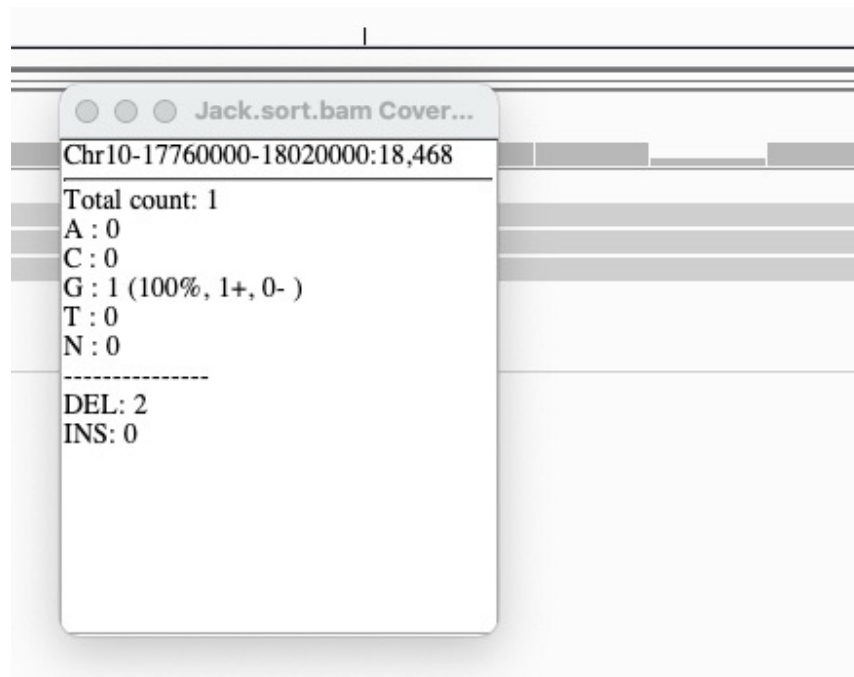 Jack.sort.bam Cover...
Chr10-17760000-18020000:18,468
Total count: 1
A : 0
C : 0
G : 1 (100%, 1+, 0- )
T : 0
N : 0
---------------
DEL: 2
INS: 0